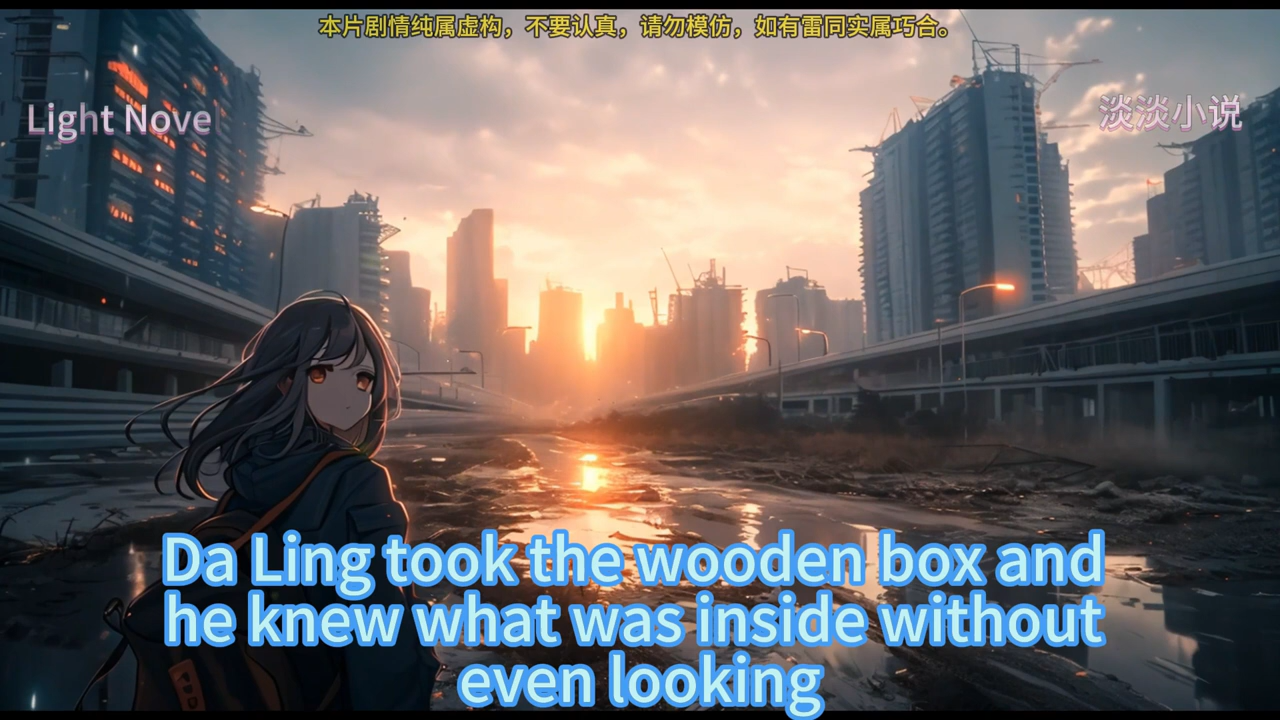 本片剧情纯属虚构，不要认真，请勿模仿，如有雷同实属巧合。
Light Novel
淡淡小说
Da Ling took the wooden box and
he knew what was inside without
even looking